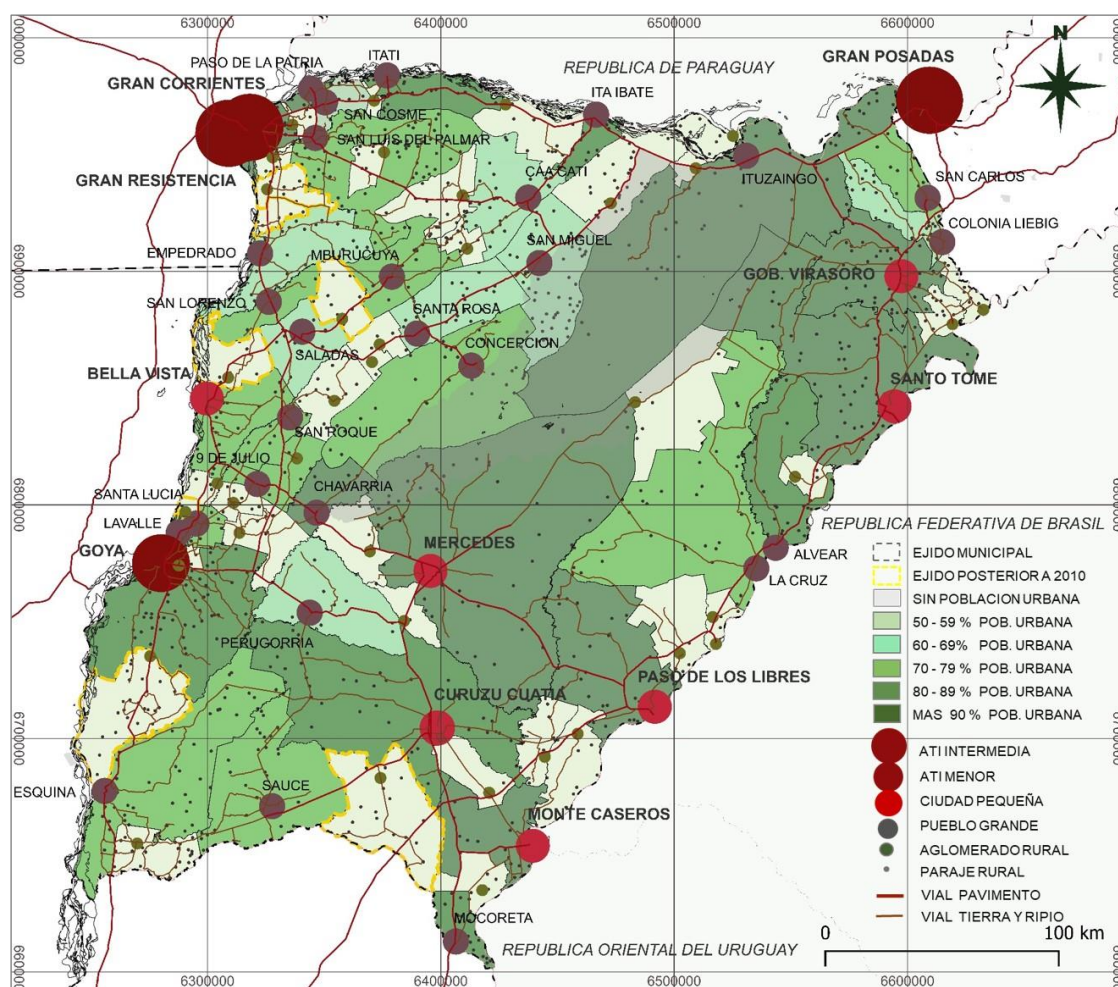 6300000
6400000
6500000
6600000
0000000
N
ITATI
PASO DE LA PATRIA
GRAN CORRIENTES
REPUBLICA DE PARAGUAY
GRAN POSADAS
ITA IBATE
SAN COSME
SAN LUIS DEL PALMAR
ITUZAINGO
GRAN RESISTENCIA
CAA CATI
SAN CARLOS
COLONIA LIEBIG
EMPEDRADO
MBURUCUYA
SAN MIGUEL
GOB. VIRASORO
6900000
SAN LORENZO
SANTA ROSA
SALADAS
CONCEPCION
BELLA VISTA
SANTO TOME
SAN ROQUE
9 DE JULIO
SANTA LUCIA
CHAVARRIA
6800000
LAVALLE
REPUBLICA FEDERATIVA DE BRASIL
GOYA
MERCEDES
ALVEAR
LA CRUZ
PERUGORRIA
PASO DE LOS LIBRES
CURUZU CUATIA
6700000
ESQUINA
SAUCE
MONTE CASEROS
MOCORETA
REPUBLICA ORIENTAL DEL URUGUAY
6600000
EJIDO MUNICIPAL
EJIDO POSTERIOR A 2010
SIN POBLACION URBANA
50 - 59 % POB. URBANA
60 - 69% POB. URBANA
70 - 79 % POB. URBANA
80 - 89 % POB. URBANA
MAS 90 % POB. URBANA
ATI INTERMEDIA
ATI MENOR
CIUDAD PEQUEÑA
PUEBLO GRANDE
AGLOMERADO RURAL
PARAJE RURAL
VIAL PAVIMENTO
VIAL TIERRA Y RIPIO
0 100 km
6300000
6400000
6500000
6600000